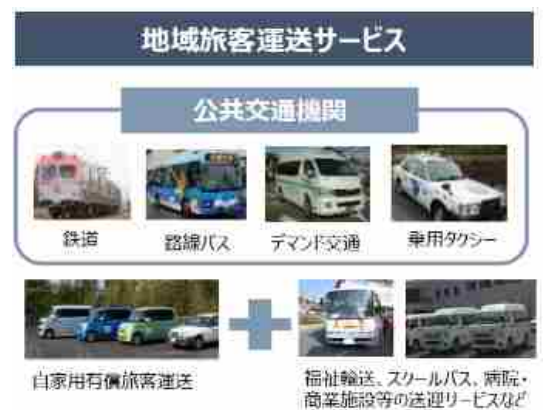 地域旅客運送サービス
公共交通機関
鉄道
路線バス
デマンド交通
乗用タクシー
自家用有償旅客運送
福祉輸送、スクールバス、病院・
商業施設等の送迎サービスなど